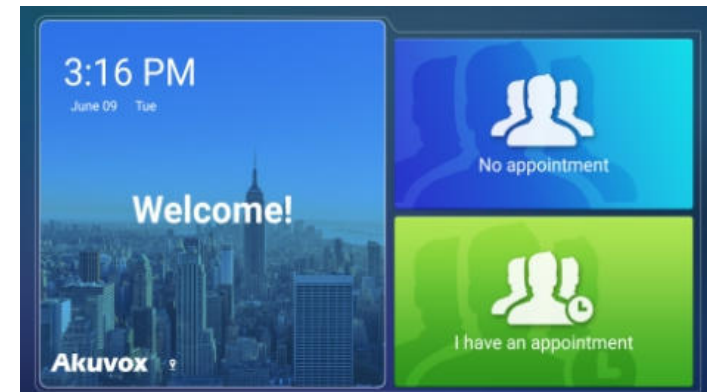 3:16 PM
June 09 Tue
Welcome!
Akuvox
No appointment
I have an appointment